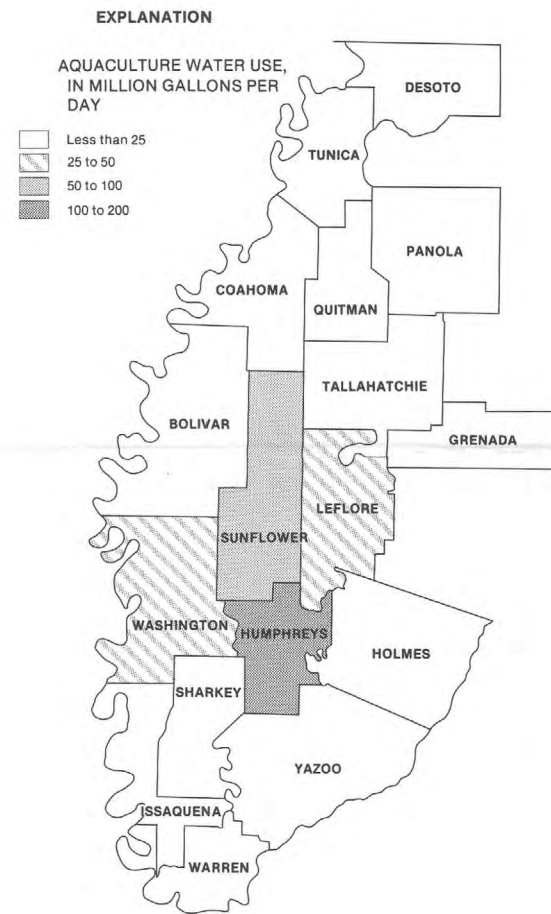 EXPLANATION
AQUACULTURE WATER USE,
IN MILLION GALLONS PER
DAY
Less than 25
25 to 50
50 to 100
100 to 200
DESOTO
TUNICA
PANOLA
COAHOMA
QUITMAN
TALLAHATCHIE
BOLIVAR
GRENADA
LEFLORE
SUNFLOWER
WASHINGTON
HUMPHREYS
HOLMES
SHARKEY
YAZOO
ISSAQUENA
WARREN